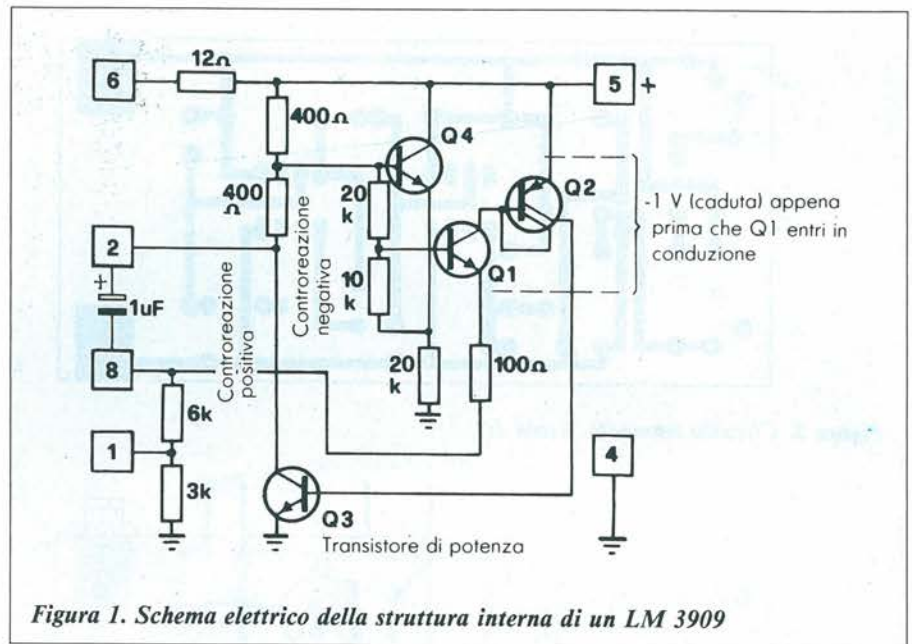 6
12Ω
5
+
400Ω
Q4
400
Ω
20
k
Q2
-1 V (caduta) appena
prima che Q1 entri in
conduzione
2
+
1uF
8
Controreazione
positiva
Controreazione
negativa
10
k
Q1
20
k
100Ω
6k
1
3k
4
Q3
Transistore di potenza
Figura 1. Schema elettrico della struttura interna di un LM 3909